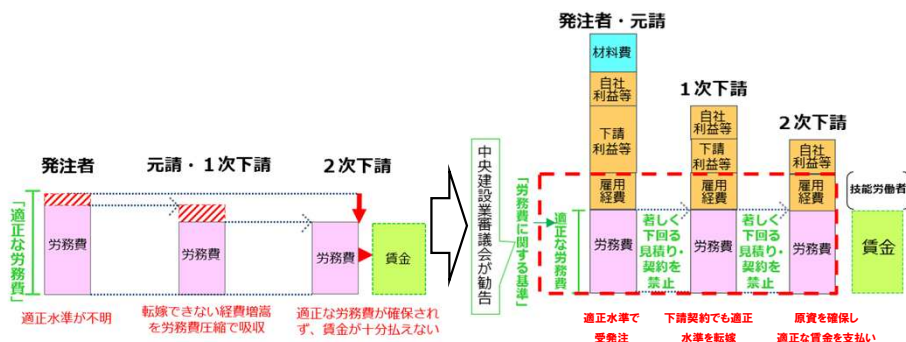 発注者
元請・１次下請
２次下請
「適正な労務費」
労務費
労務費
労務費
賃金
適正水準が不明
転嫁できない経費増嵩
を労務費圧縮で吸収
適正な労務費が確保され
ず、賃金が十分払えない
中央建設業審議会が勧告
「労務費に関する基準」
発注者・元請
材料費
自社
利益等
下請
利益等
雇用
経費
労務費
適正な労務費
１次下請
自社
利益等
下請
利益等
雇用
経費
労務費
２次下請
自社
利益等
雇用
経費
労務費
著しく
下回る
見積り・
契約を
禁止
著しく
下回る
見積り・
契約を
禁止
技能労働者
賃金
適正水準で
受発注
下請契約でも適正
水準を転嫁
原資を確保し
適正な賃金を支払い